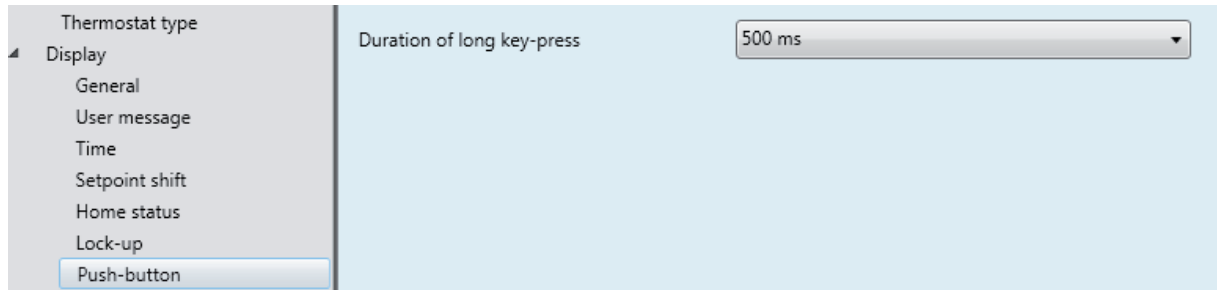 Thermostat type
Display
General
User message
Time
Setpoint shift
Home status
Lock-up
Push-button
Duration of long key-press
500 ms